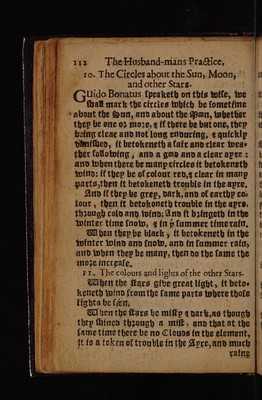 112 The Husband-mans Practice,
10. The Circles about the Sun, Moon,
and other Stars.
GUido Bonatus speaketh on this wise, we
shall mark the circles which be sometime
about the Sun, and about the Moon, whether
they be one or more, & if there be but one, they
being clear and not long enduring, & quickly
vanished, it betokeneth a fair and clear wea-
ther following, and a good and a clear ayre:
and when there be many circles it betokeneth
wind: if they be of colour red, & clear in many
parts, then it betokeneth trouble in the ayre.
And if they be grey, dark, and of earthy co-
lour, then it betokeneth trouble in the ayre,
through cold and wind: And it bringeth in the
winter time snow, & in yͤ summer time rain.
When they be black, it betokeneth in the
winter wind and snow, and in summer rain,
and when they be many, then do the same the
more increase.
11. The colours and lights of the other Stars.
When the stars give great light, it beto-
keneth wind from the same parts where those
lights be seen.
When the stars be misty & dark, as though
they shined through a mist, and that at the
same time there be no Clouds in the element,
it is a token of trouble in the Ayre, and much
raine